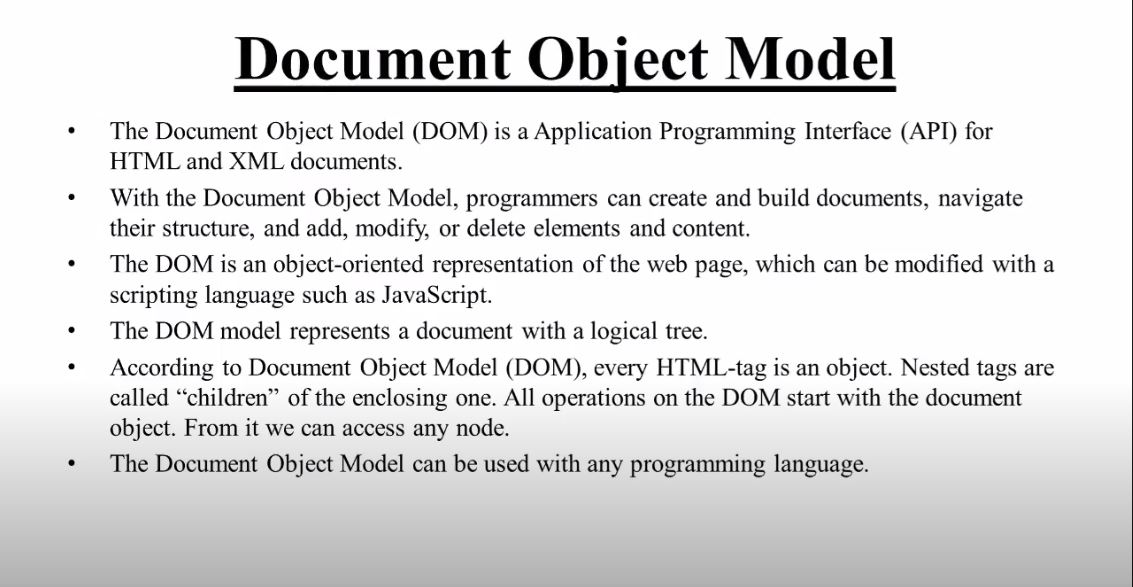 Document Object Model
• The Document Object Model (DOM) is a Application Programming Interface (API) for
HTML and XML documents.
• With the Document Object Model, programmers can create and build documents, navigate
their structure, and add, modify, or delete elements and content.
• The DOM is an object-oriented representation of the web page, which can be modified with a
scripting language such as JavaScript.
• The DOM model represents a document with a logical tree.
• According to Document Object Model (DOM), every HTML-tag is an object. Nested tags are
called “children” of the enclosing one. All operations on the DOM start with the document
object. From it we can access any node.
• The Document Object Model can be used with any programming language.